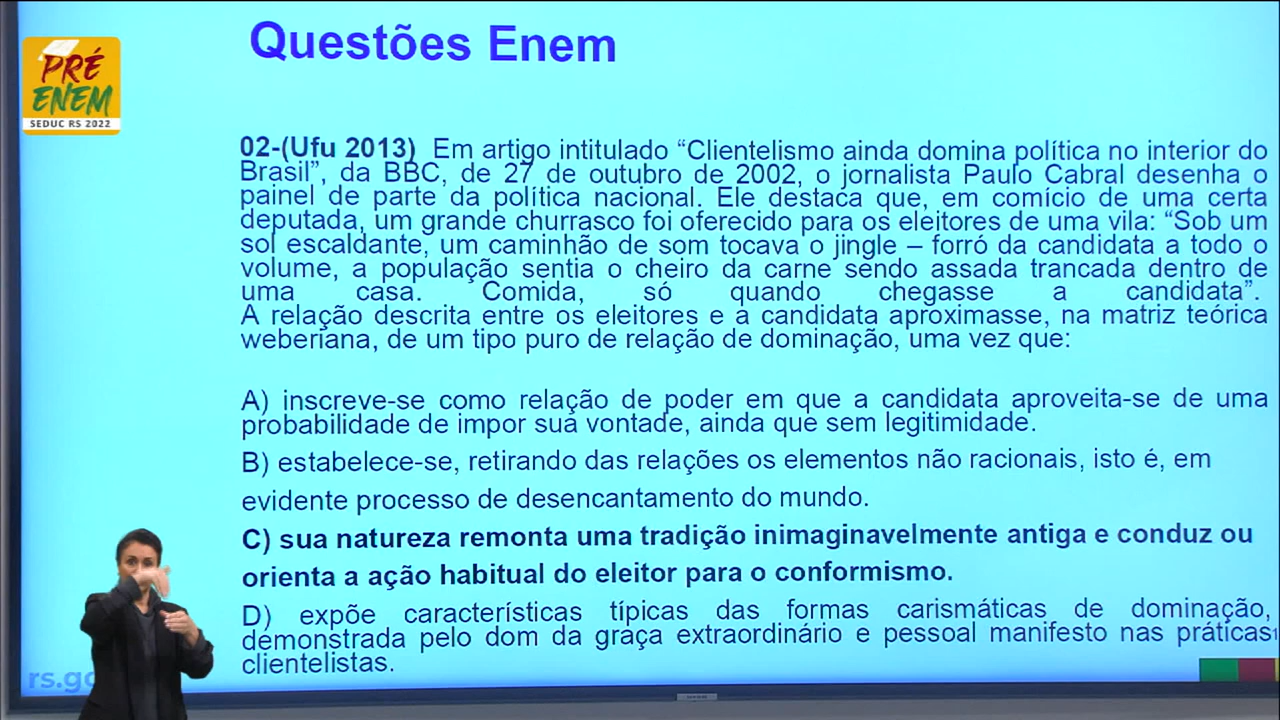 Questões Enem
PRÉ
ENEM
SEDUC RS 2022
02-(Ufu 2013) Em artigo intitulado “Clientelismo ainda domina política no interior do
Brasil”, da BBC, de 27 de outubro de 2002, o jornalista Paulo Cabral desenha o
painel de parte da política nacional. Ele destaca que, em comício de uma certa
deputada, um grande churrasco foi oferecido para os eleitores de uma vila: “Sob um
sol escaldante, um caminhão de som tocava o jingle – forró da candidata a todo o
volume, a população sentia o cheiro da carne sendo assada trancada dentro de
uma casa. Comida, só quando chegasse a candidata”.
A relação descrita entre os eleitores e a candidata aproximasse, na matriz teórica
weberiana, de um tipo puro de relação de dominação, uma vez que:
A) inscreve-se como relação de poder em que a candidata aproveita-se de uma
probabilidade de impor sua vontade, ainda que sem legitimidade.
B) estabelece-se, retirando das relações os elementos não racionais, isto é, em
evidente processo de desencantamento do mundo.
C) sua natureza remonta uma tradição inimaginavelmente antiga e conduz ou
orienta a ação habitual do eleitor para o conformismo.
D) expõe características típicas das formas carismáticas de dominação,
demonstrada pelo dom da graça extraordinário e pessoal manifesto nas práticas
clientelistas.
rs.go